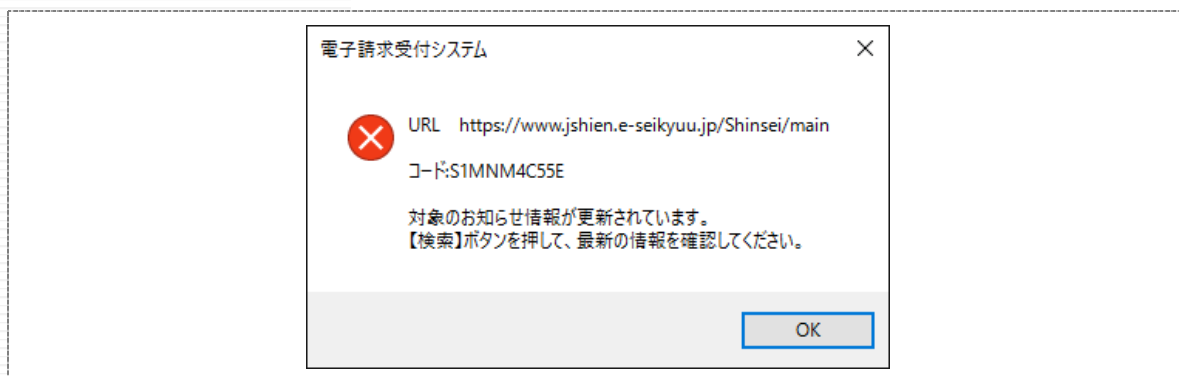 電子請求受付システム
URL　https://www.jshien.e-seikyuu.jp/Shinsei/main
コード:S1MNM4C55E
対象のお知らせ情報が更新されています。
【検索】ボタンを押して、最新の情報を確認してください。
OK